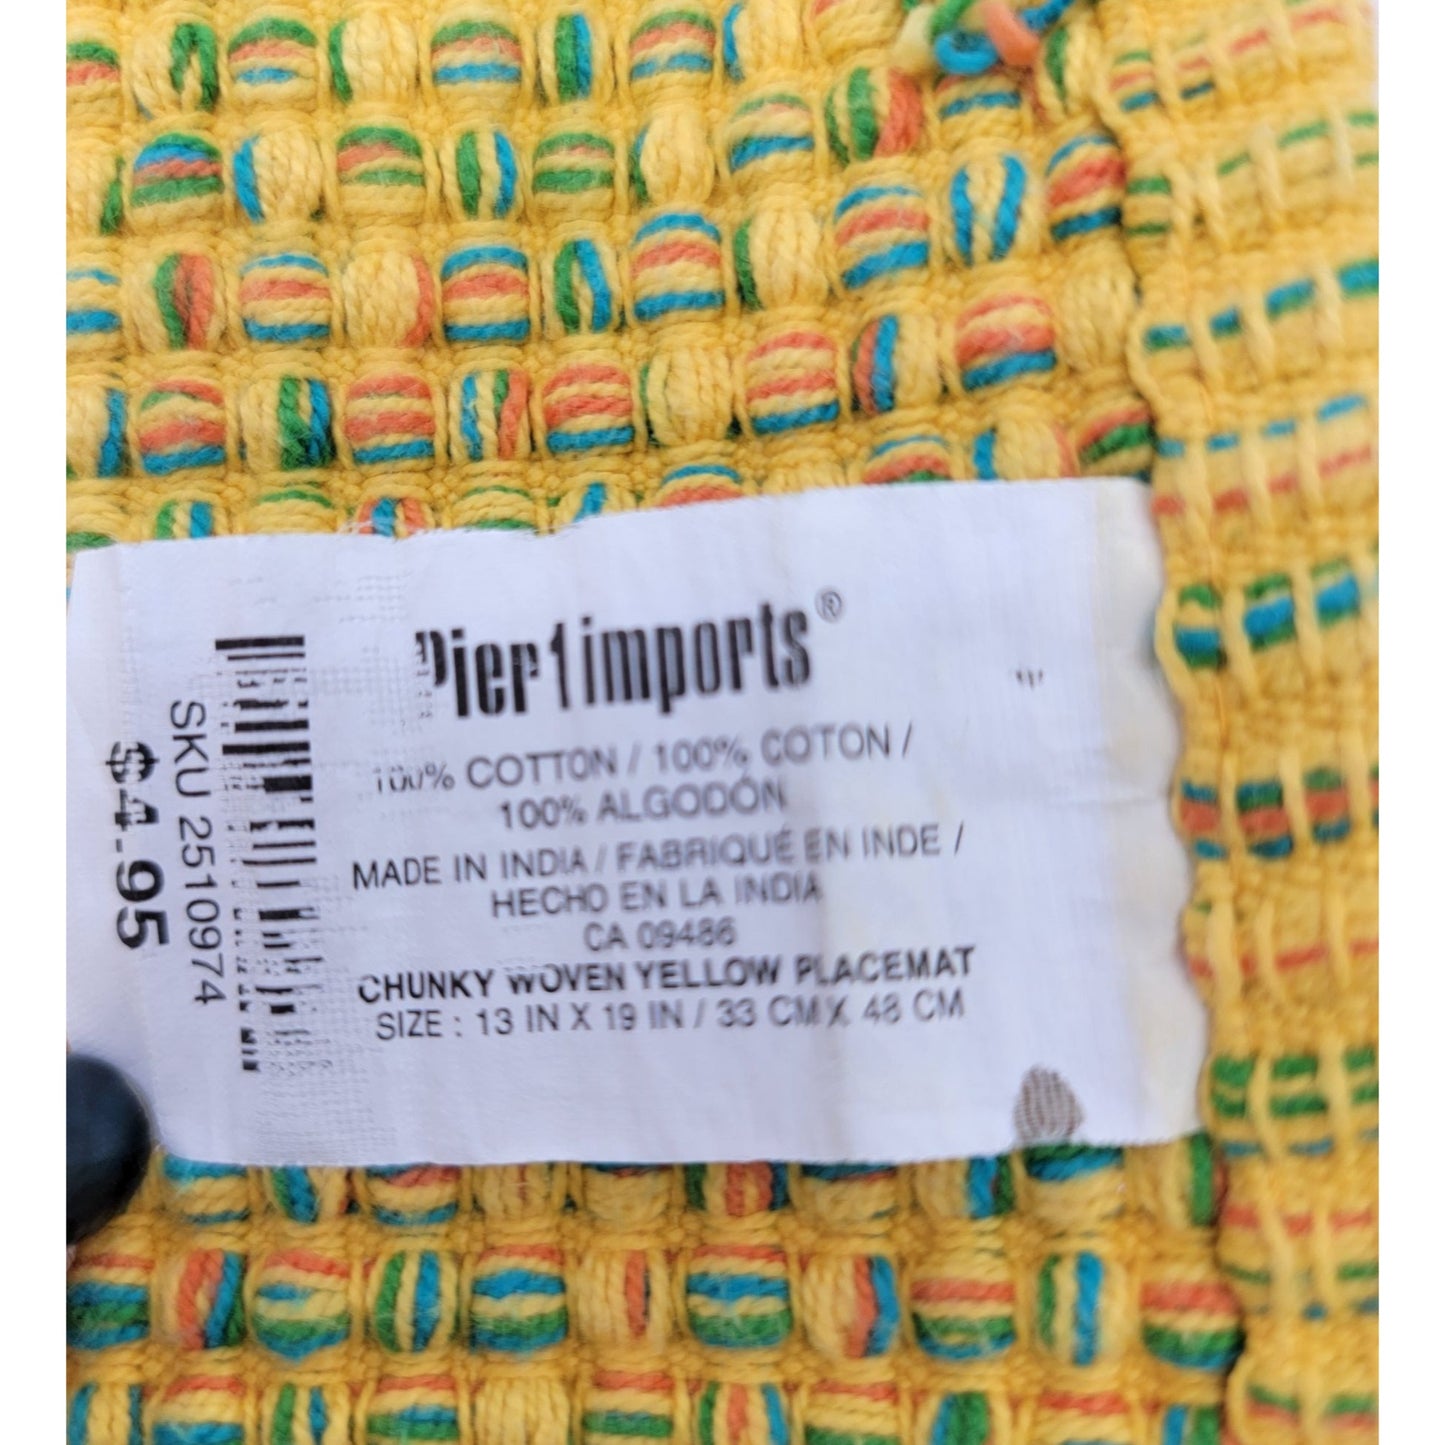 Pier1imports®
100% COTTON / 100% COTON /
100% ALGODÓN
MADE IN INDIA / FABRIQUÉ EN INDE /
HECHO EN LA INDIA
CA 09486
CHUNKY WOVEN YELLOW PLACEMAT
SIZE : 13 IN X 19 IN / 33 CM X 48 CM
SKU 2510974
$4.95